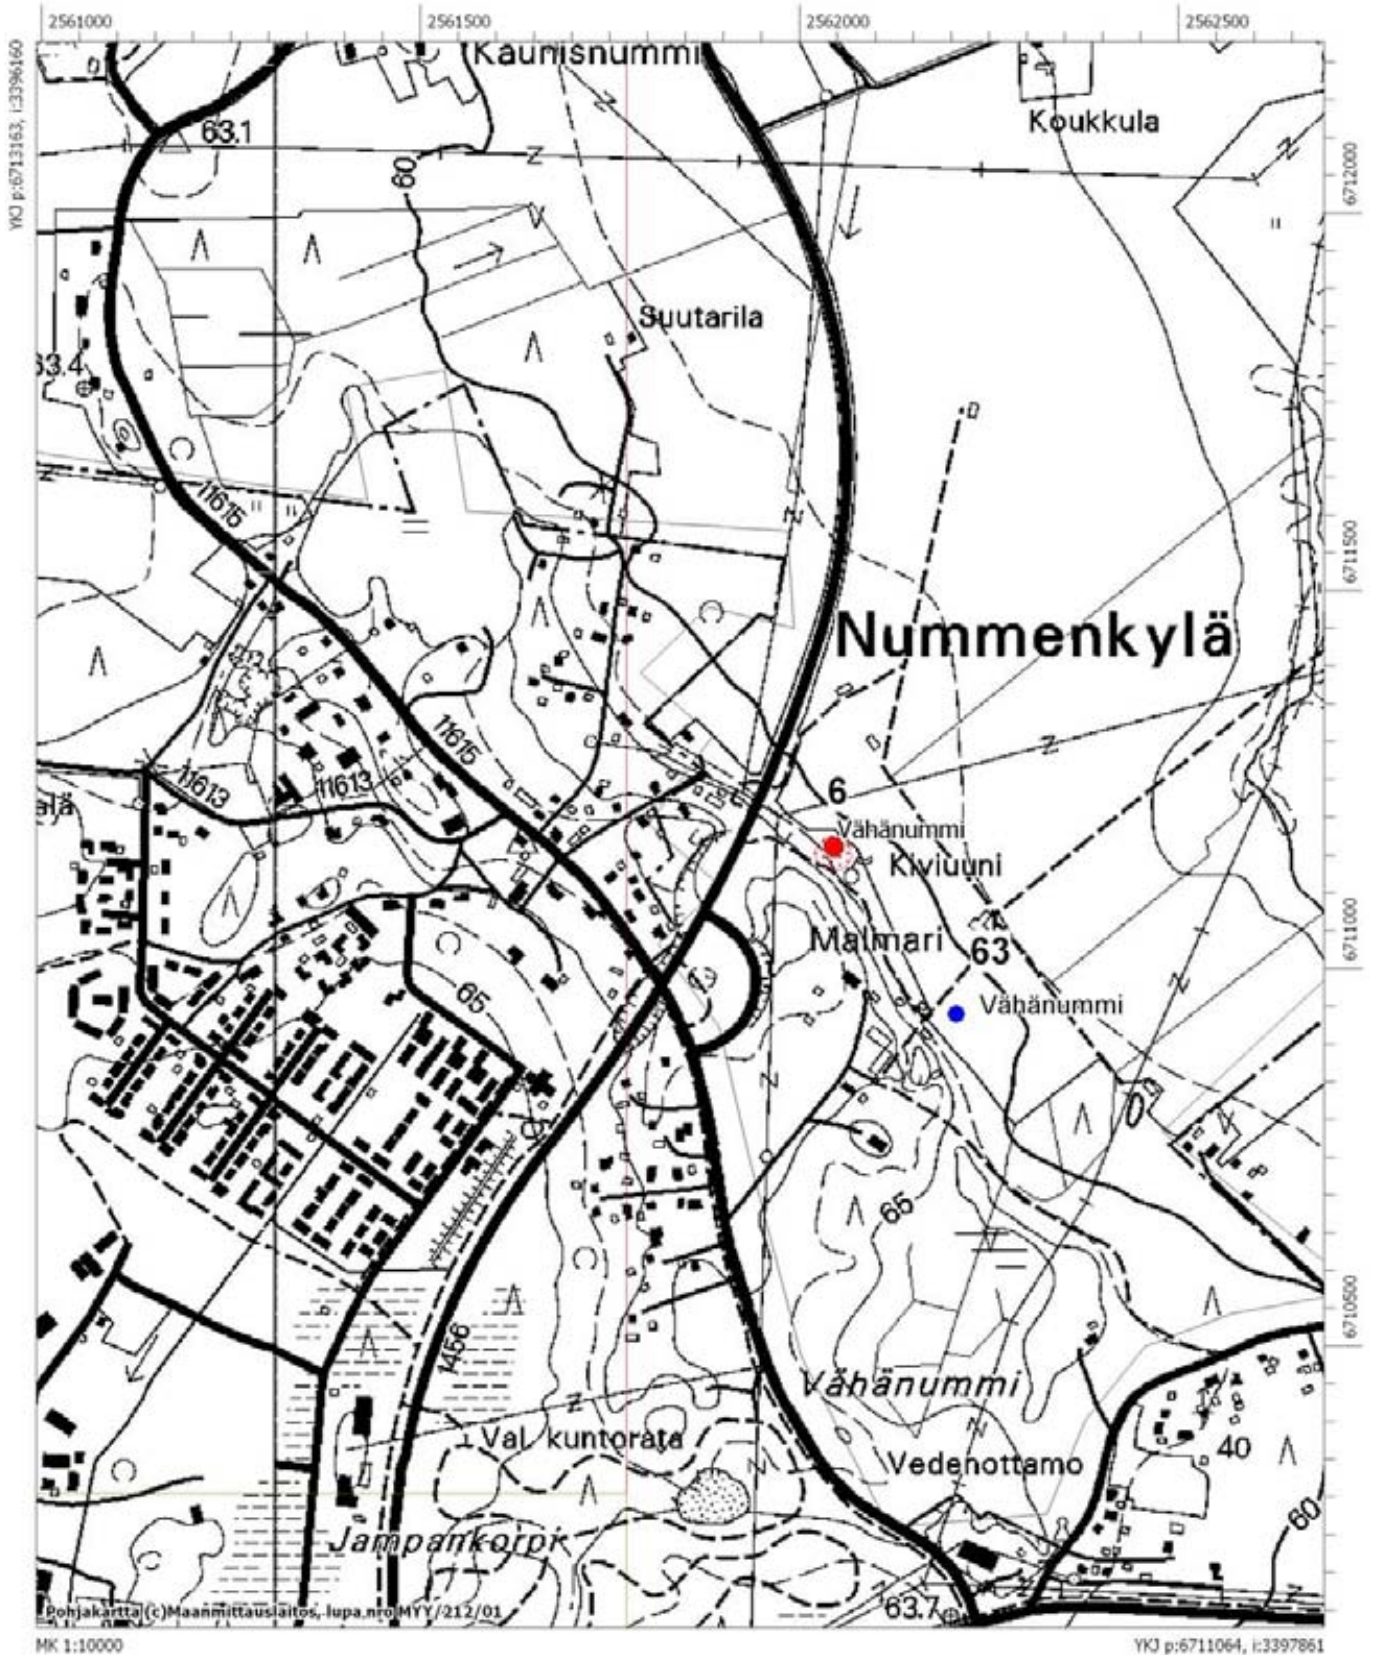 2561000
2561500
2562000
2562500
YKJ p:6713163, i:3396160
Kaunisnummi
Koukkula
63.1
6712000
60
Suutarila
63.4
11615
6711500
Nummenkylä
11615
11613
11613
älä
6
Vähänummi
Kiviuuni
Malmari
63
6711000
65
Vähänummi
65
6710500
1456
Vähänummi
Val. kuntorata
Vedenottamo
40
60
Jampankorpi
63.7
Pohjakartta (c)Maanmittauslaitos, lupa nro MYY/212/01
MK 1:10000
YKJ p:6711064, i:3397861